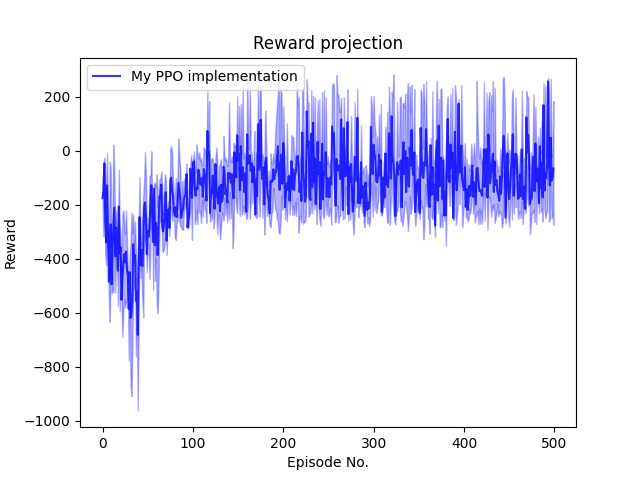 Reward projection
My PPO implementation
200
0
−200
−400
−600
−800
−1000
Reward
0 100 200 300 400 500
Episode No.